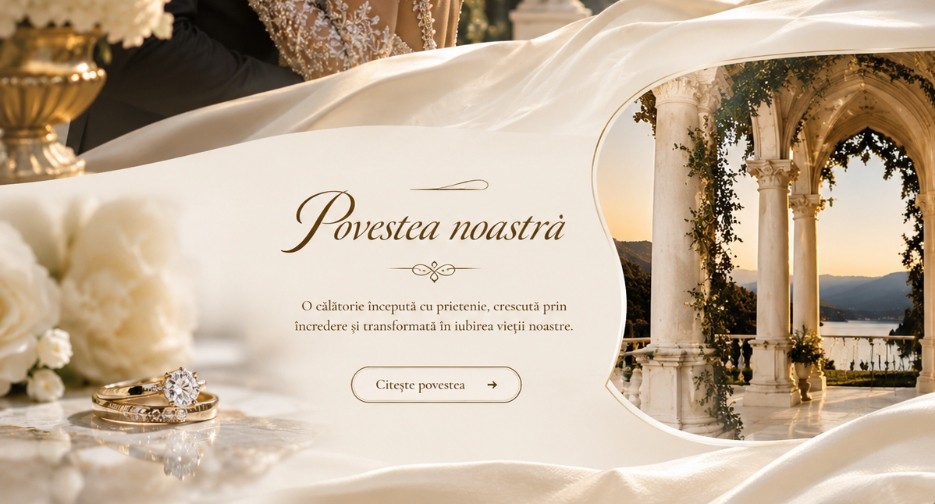 Povestea noastră
O călătorie începută cu prietenie, crescută prin
încredere și transformată în iubirea vieții noastre.
Citește povestea →